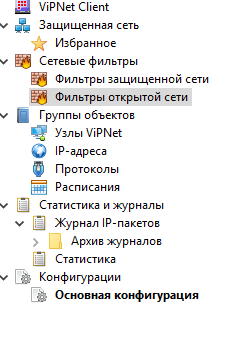 ViPNet Client
Защищенная сеть
Избранное
Сетевые фильтры
Фильтры защищенной сети
Фильтры открытой сети
Группы объектов
Узлы ViPNet
IP-адреса
Протоколы
Расписания
Статистика и журналы
Журнал IP-пакетов
Архив журналов
Статистика
Конфигурации
Основная конфигурация